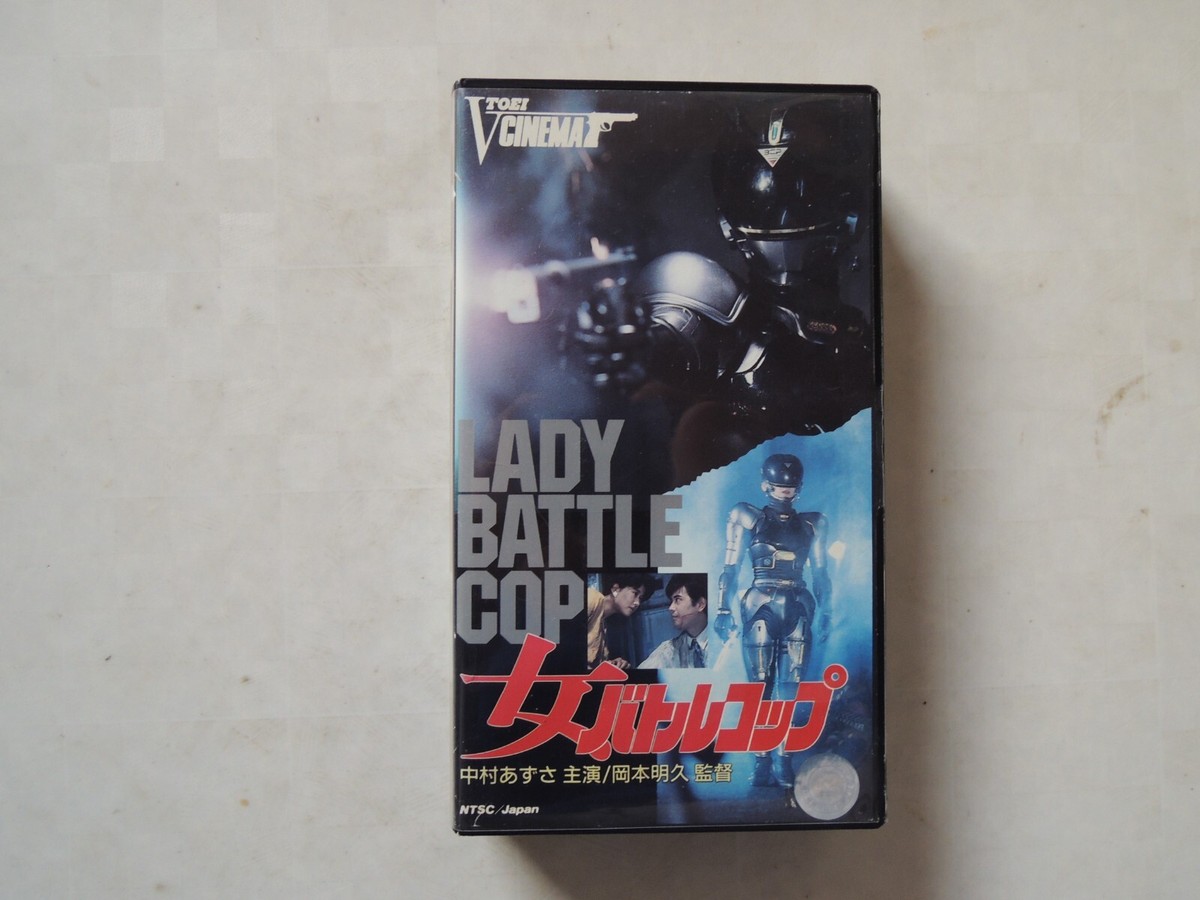 TOEI
V CINEMA
LADY
BATTLE
COP
女バトルコップ
中村あずさ 主演/岡本明久 監督
NTSC/Japan